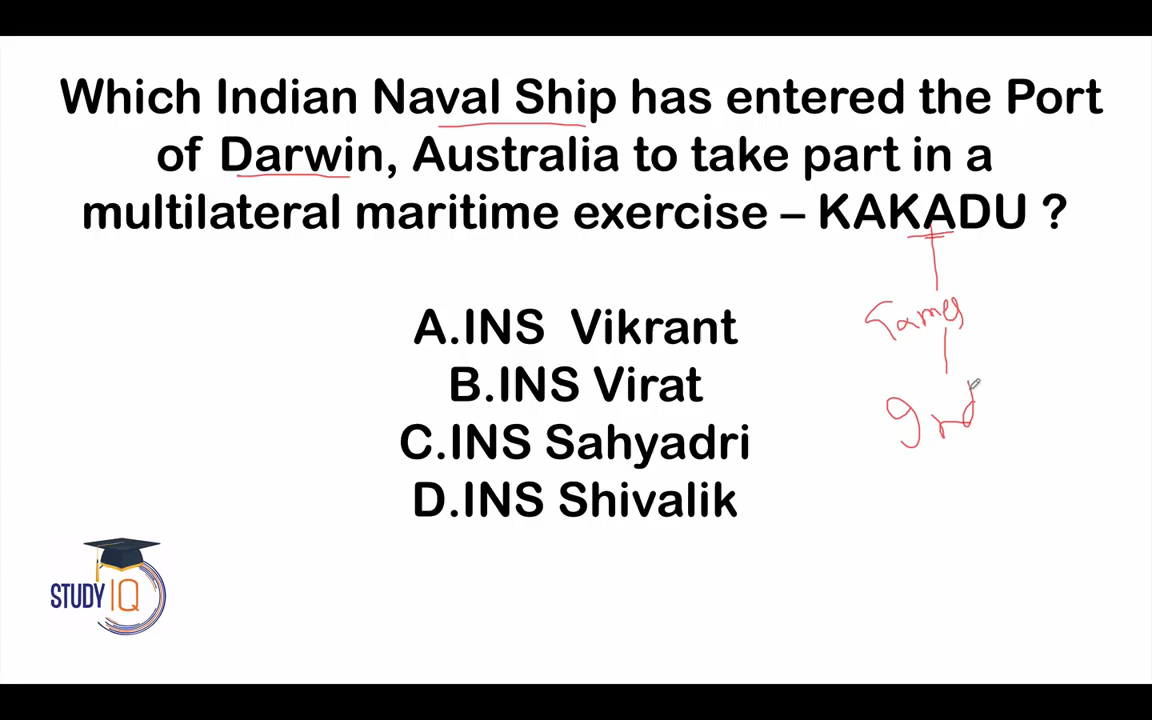 Which Indian Naval Ship has entered the Port
of Darwin, Australia to take part in a
multilateral maritime exercise – KAKADU ?
A.INS Vikrant
B.INS Virat
C.INS Sahyadri
D.INS Shivalik
STUDY IQ